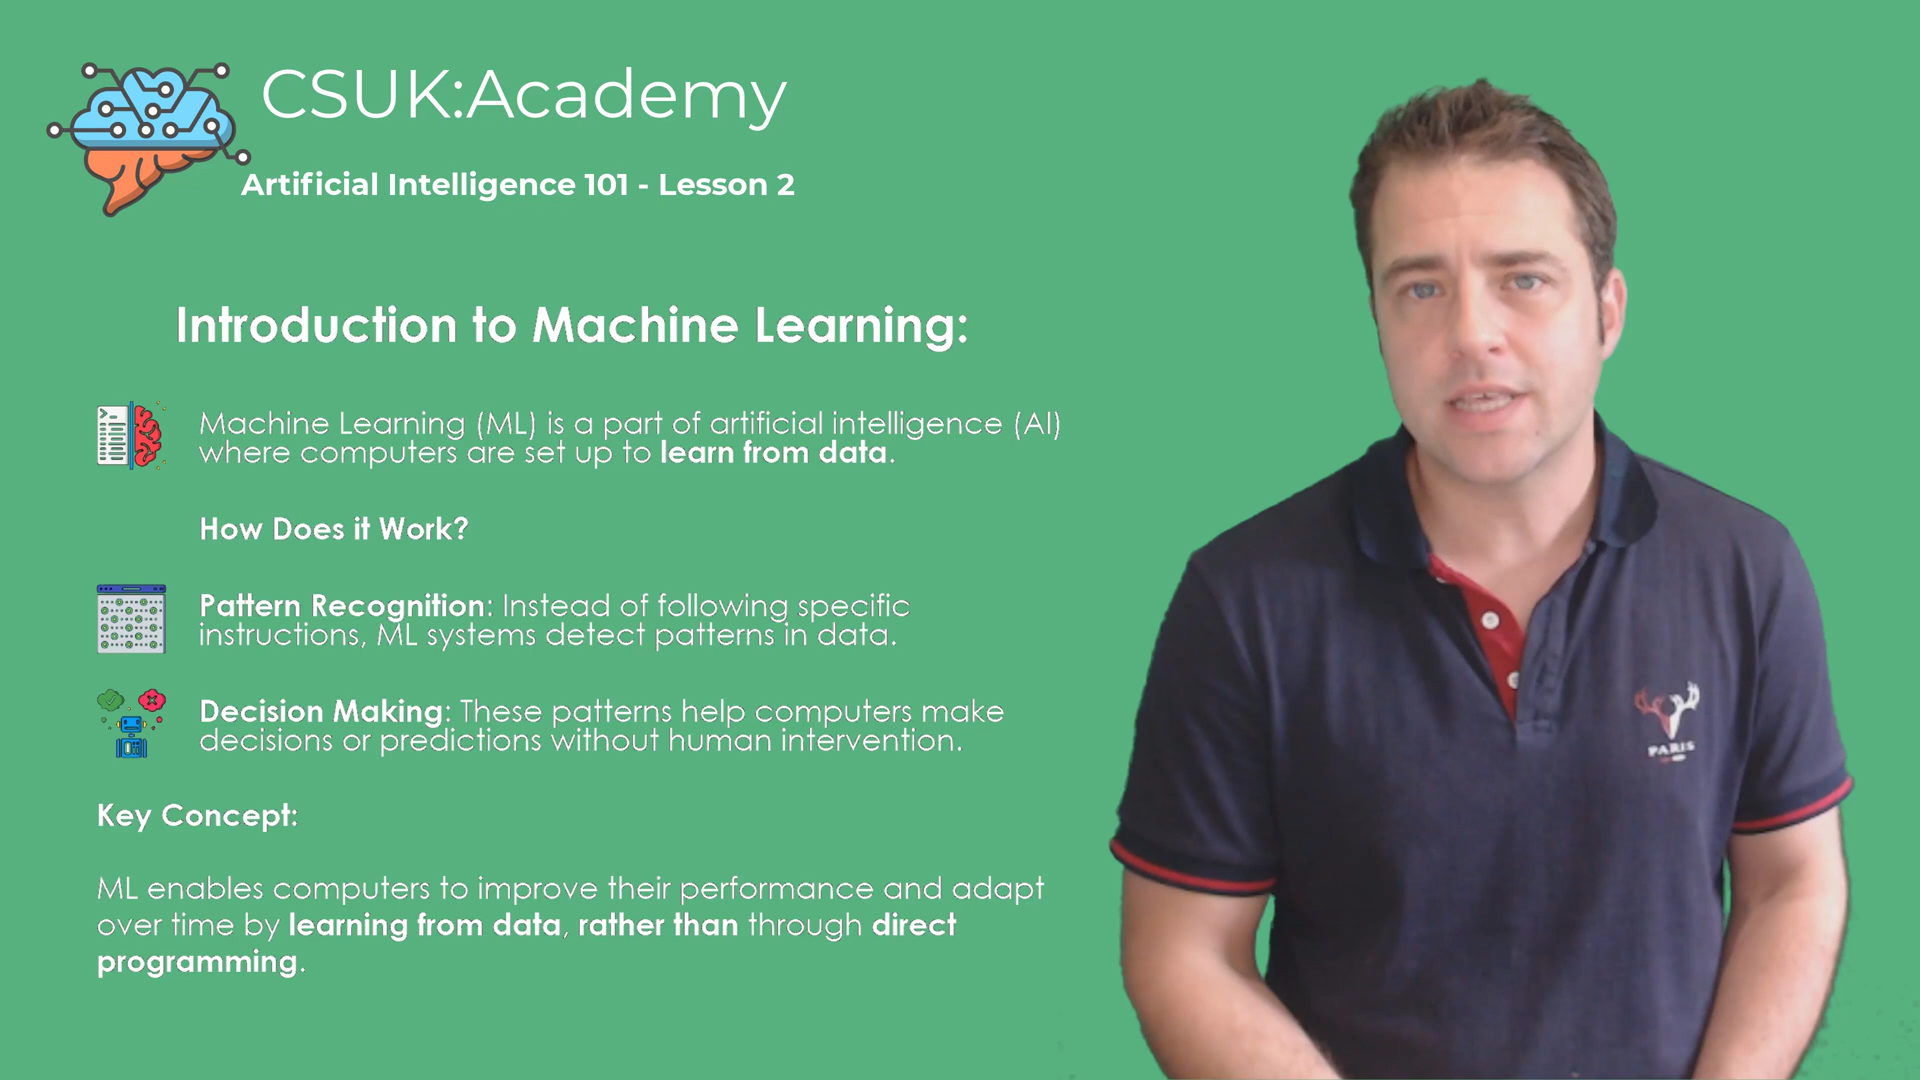 CSUK:Academy
Artificial Intelligence 101 - Lesson 2
Introduction to Machine Learning:
Machine Learning (ML) is a part of artificial intelligence (AI)
where computers are set up to learn from data.
How Does it Work?
Pattern Recognition: Instead of following specific
instructions, ML systems detect patterns in data.
Decision Making: These patterns help computers make
decisions or predictions without human intervention.
Key Concept:
ML enables computers to improve their performance and adapt
over time by learning from data, rather than through direct
programming.
PARIS